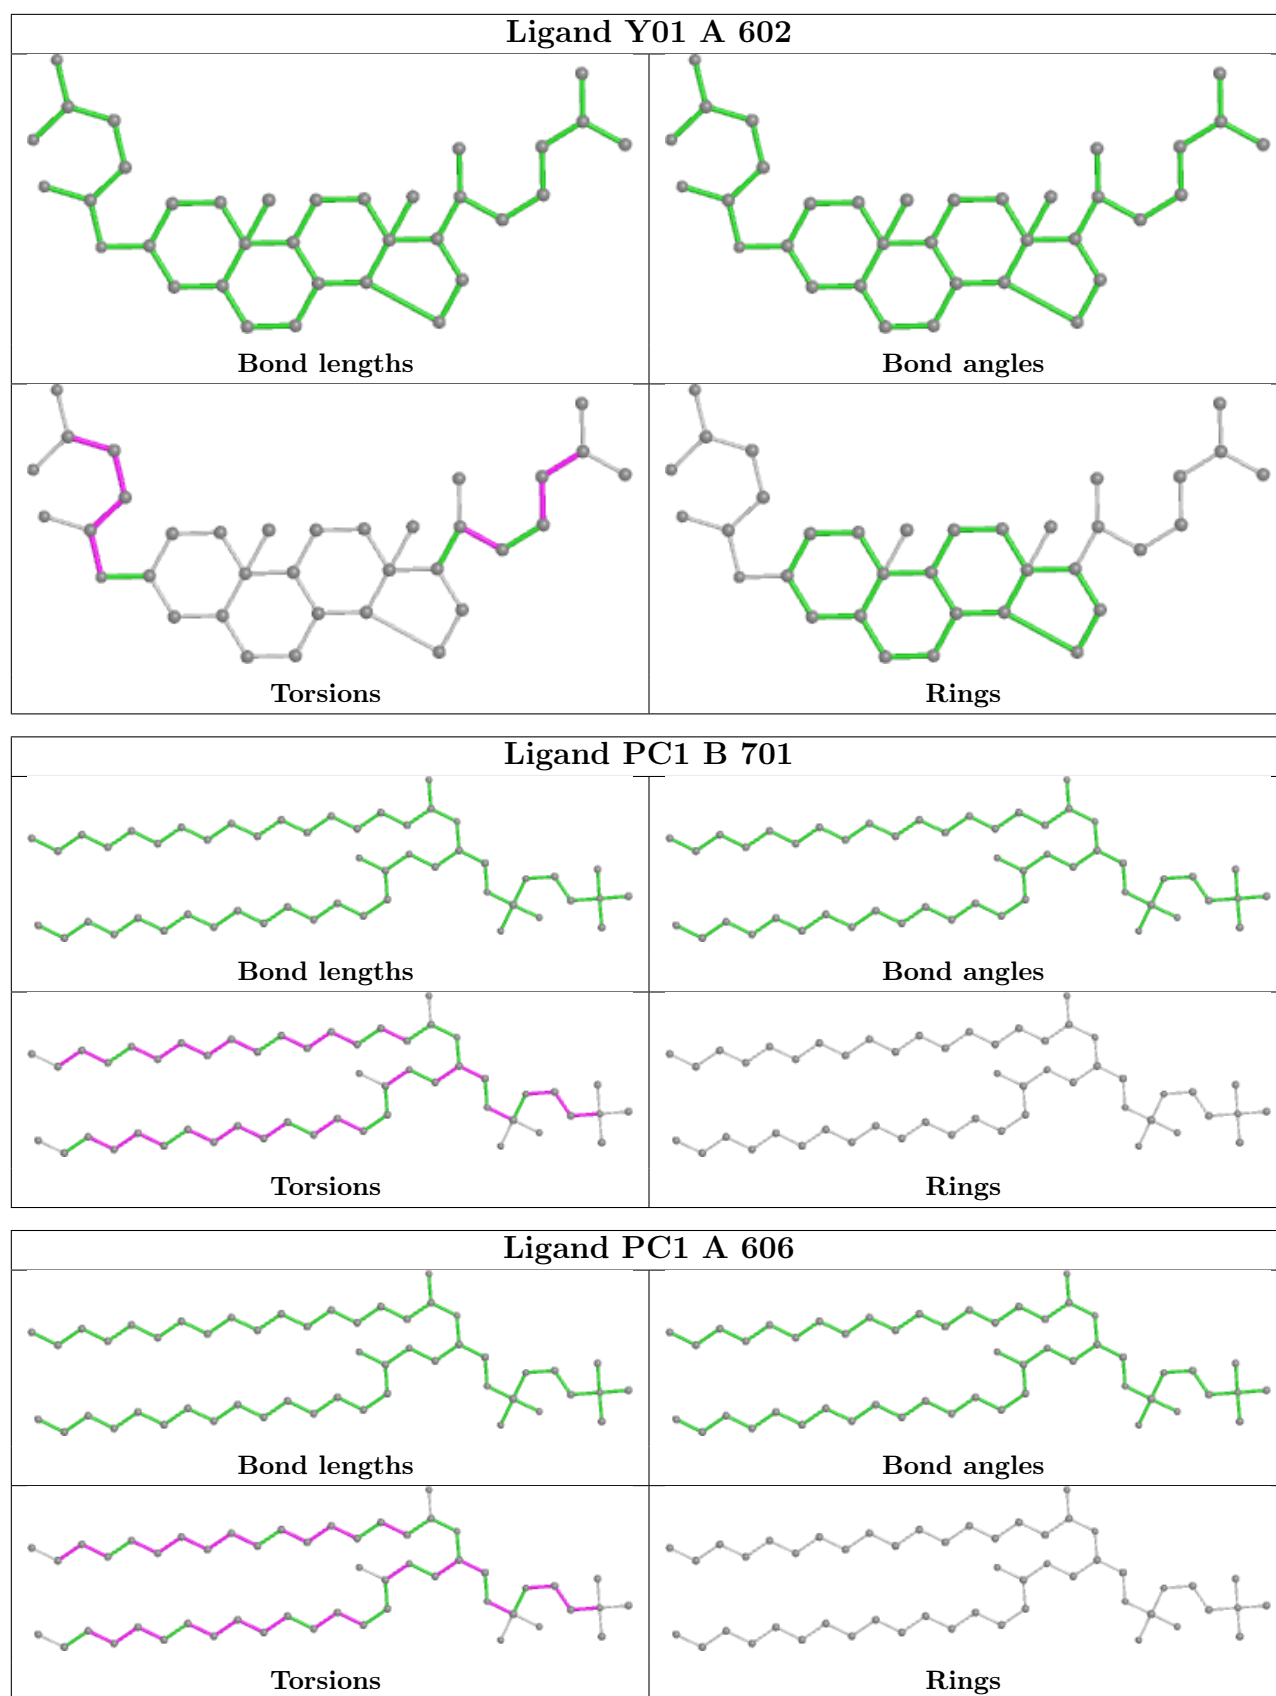 Ligand Y01 A 602
Bond lengths
Bond angles
Torsions
Rings
Ligand PC1 B 701
Bond lengths
Bond angles
Torsions
Rings
Ligand PC1 A 606
Bond lengths
Bond angles
Torsions
Rings